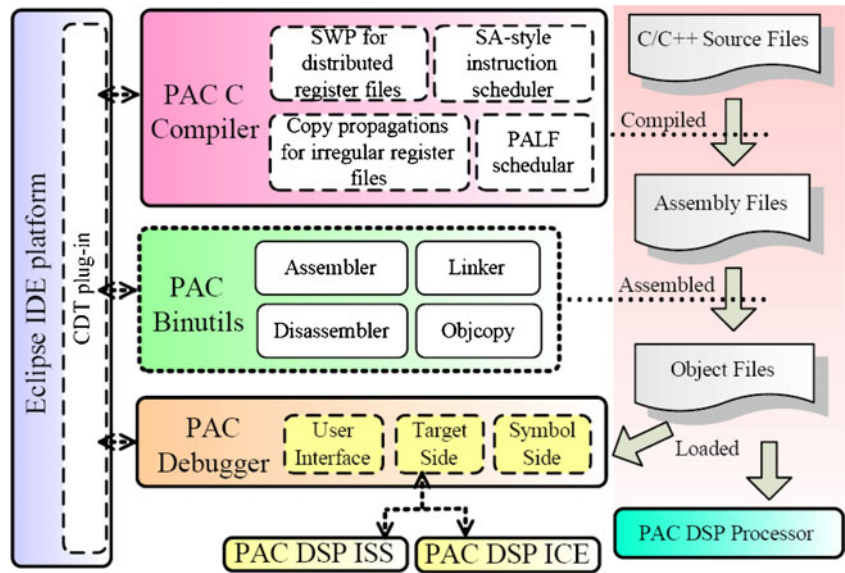 Eclipse IDE platform
CDT plug-in
PAC C
Compiler
SWP for
distributed
register files
SA-style
instruction
scheduler
Copy propagations
for irregular register
files
PALF
schedular
PAC
Binutils
Assembler
Linker
Disassembler
Objcopy
PAC
Debugger
User
Interface
Target
Side
Symbol
Side
PAC DSP ISS
PAC DSP ICE
C/C++ Source Files
Compiled
Assembly Files
Assembled
Object Files
Loaded
PAC DSP Processor